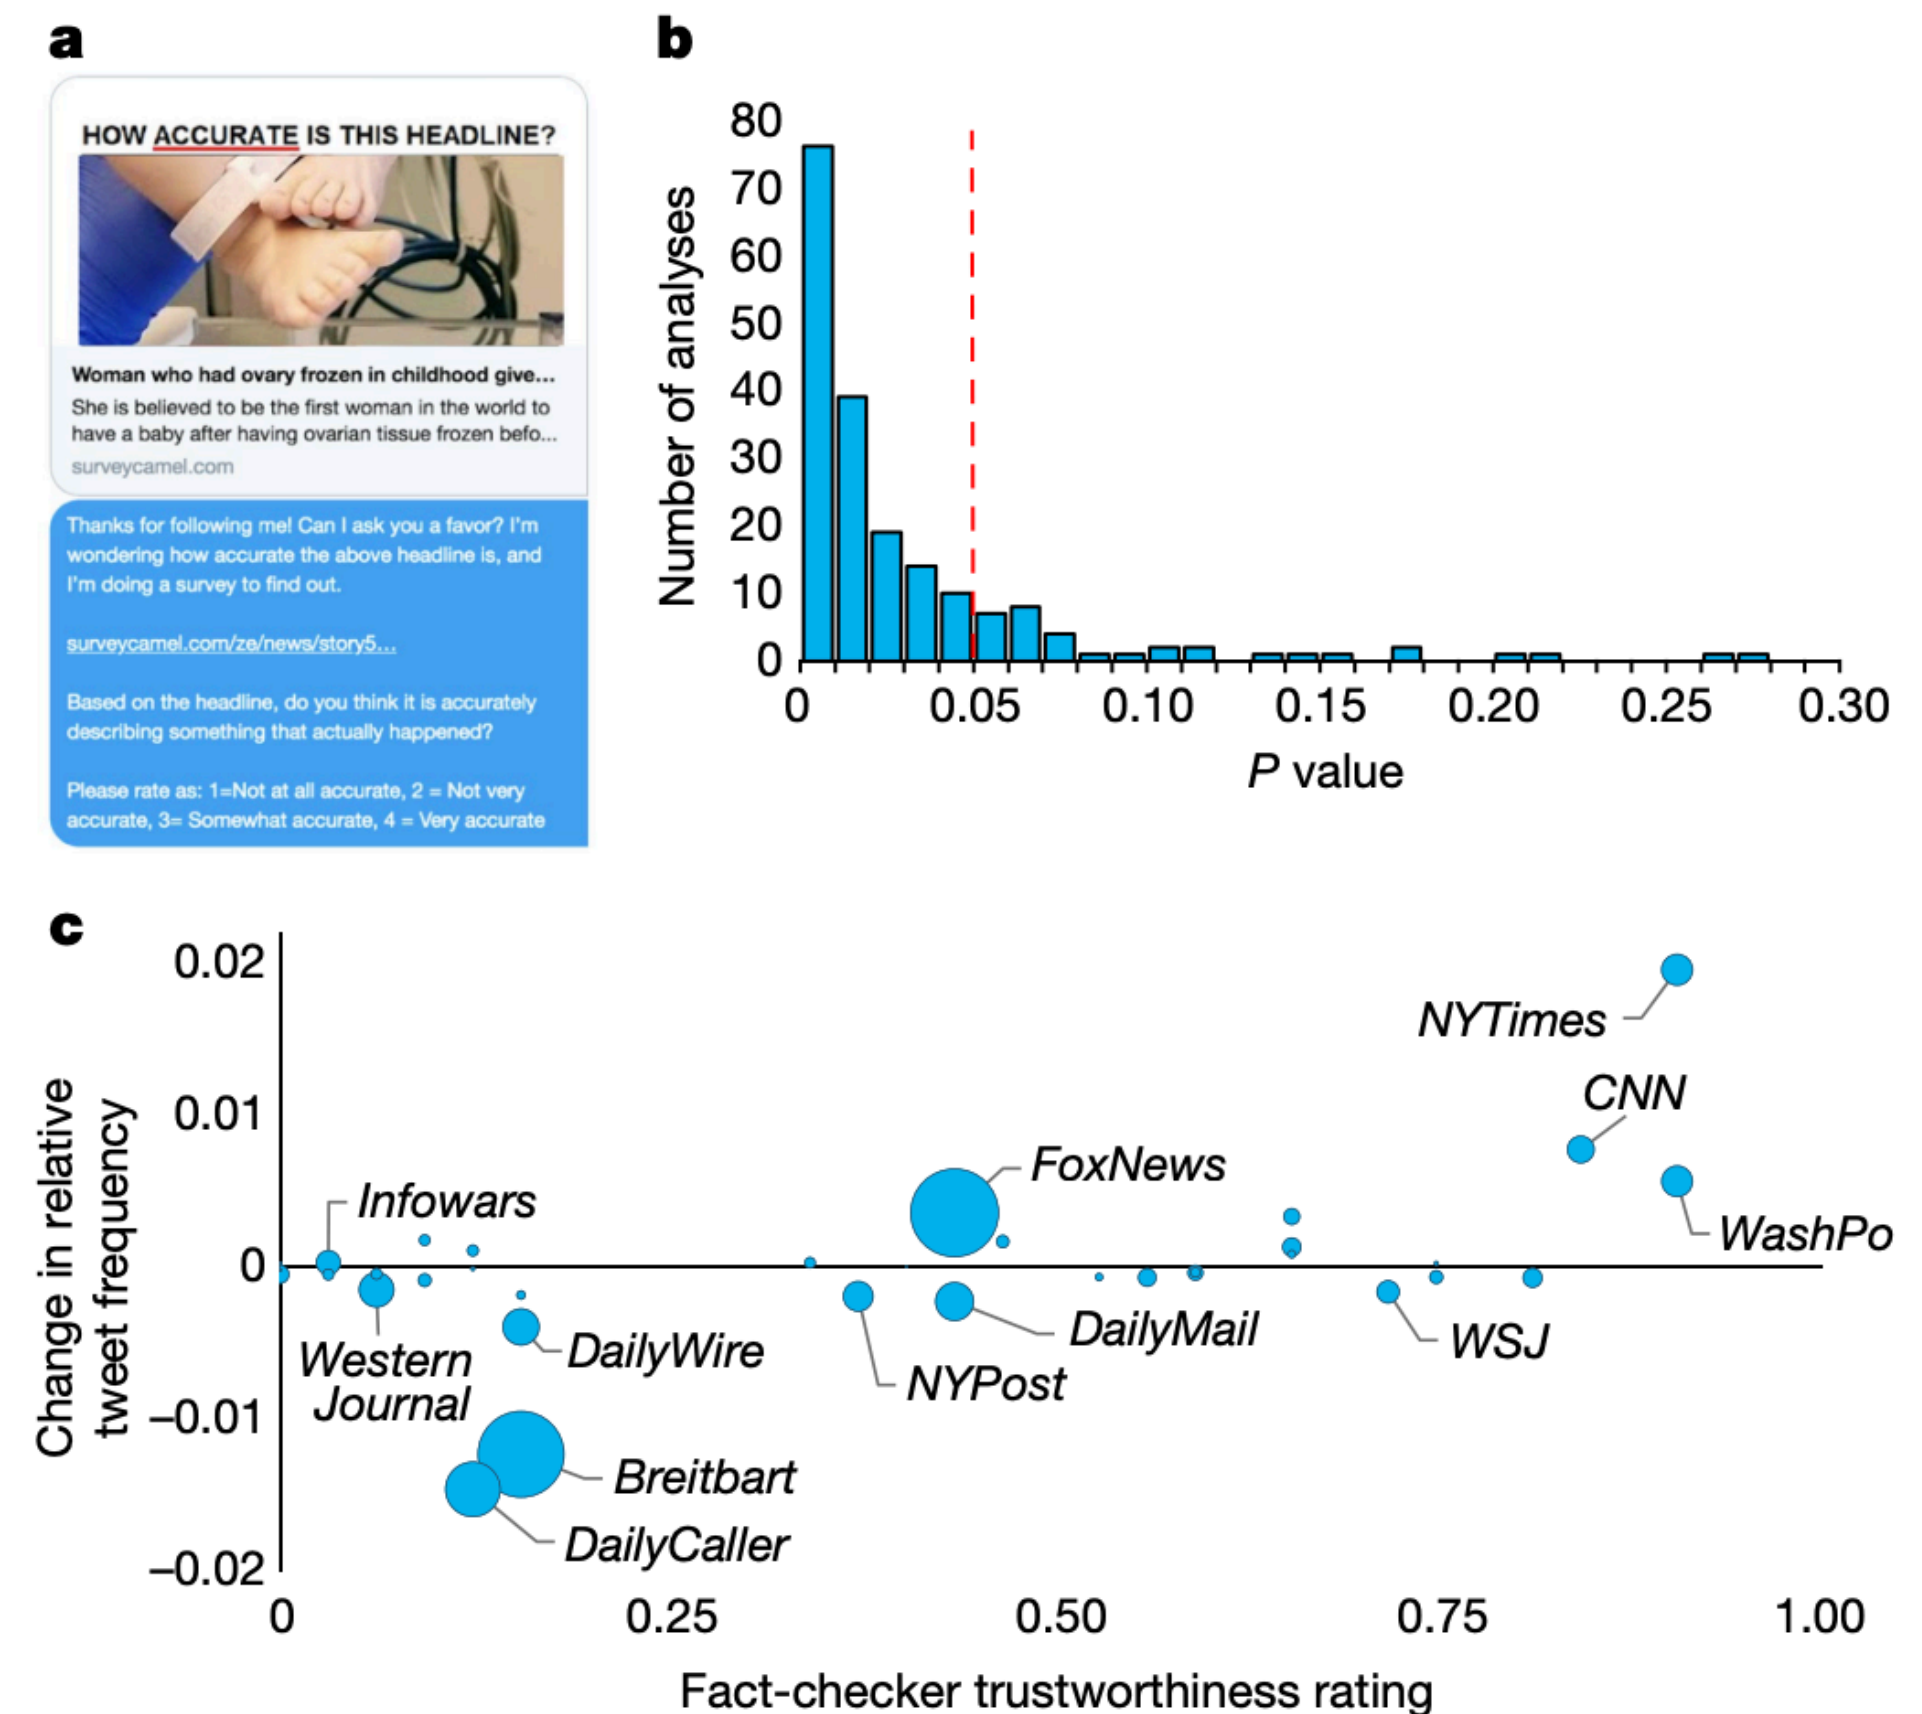 a
HOW ACCURATE IS THIS HEADLINE?
Woman who had ovary frozen in childhood give...
She is believed to be the first woman in the world to
have a baby after having ovarian tissue frozen befo...
surveycamel.com
Thanks for following me! Can I ask you a favor? I'm
wondering how accurate the above headline is, and
I'm doing a survey to find out.
surveycamel.com/ze/news/story5...
Based on the headline, do you think it is accurately
describing something that actually happened?
Please rate as: 1=Not at all accurate, 2 = Not very
accurate, 3= Somewhat accurate, 4 = Very accurate
b
Number of analyses
80
70
60
50
40
30
20
10
0
0 0.05 0.10 0.15 0.20 0.25 0.30
P value
c
Change in relative
tweet frequency
0.02
0.01
0
−0.01
−0.02
NYTimes
CNN
FoxNews
Infowars
WashPo
Western
Journal
DailyWire
DailyMail
WSJ
NYPost
Breitbart
DailyCaller
0 0.25 0.50 0.75 1.00
Fact-checker trustworthiness rating